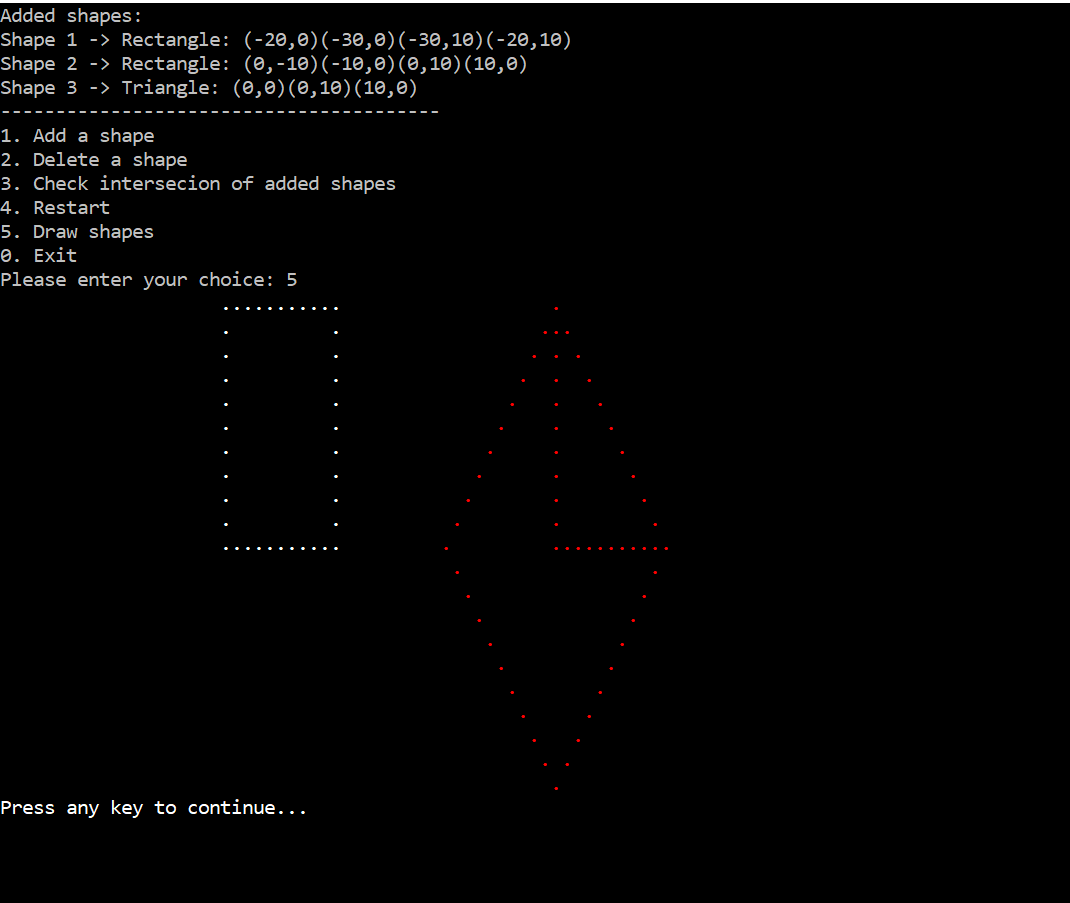 Added shapes:
Shape 1 -> Rectangle: (-20,0)(-30,0)(-30,10)(-20,10)
Shape 2 -> Rectangle: (0,-10)(-10,0)(0,10)(10,0)
Shape 3 -> Triangle: (0,0)(0,10)(10,0)
----------------------------------------
1. Add a shape
2. Delete a shape
3. Check intersecion of added shapes
4. Restart
5. Draw shapes
0. Exit
Please enter your choice: 5
Press any key to continue...